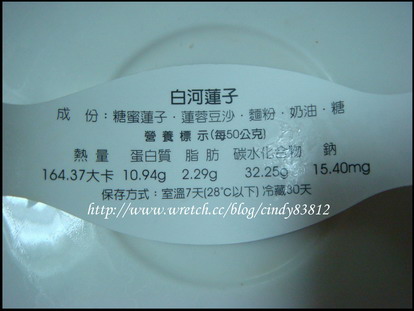 白河蓮子
成 份：糖蜜蓮子．蓮蓉豆沙．麵粉．奶油．糖
營養標示(每50公克)
熱量 蛋白質 脂肪 碳水化合物 鈉
164.37大卡 10.94g 2.29g 32.25g 15.40mg
保存方式：室溫7天(28℃以下)冷藏30天
http://www.wretch.cc/blog/cindy83812